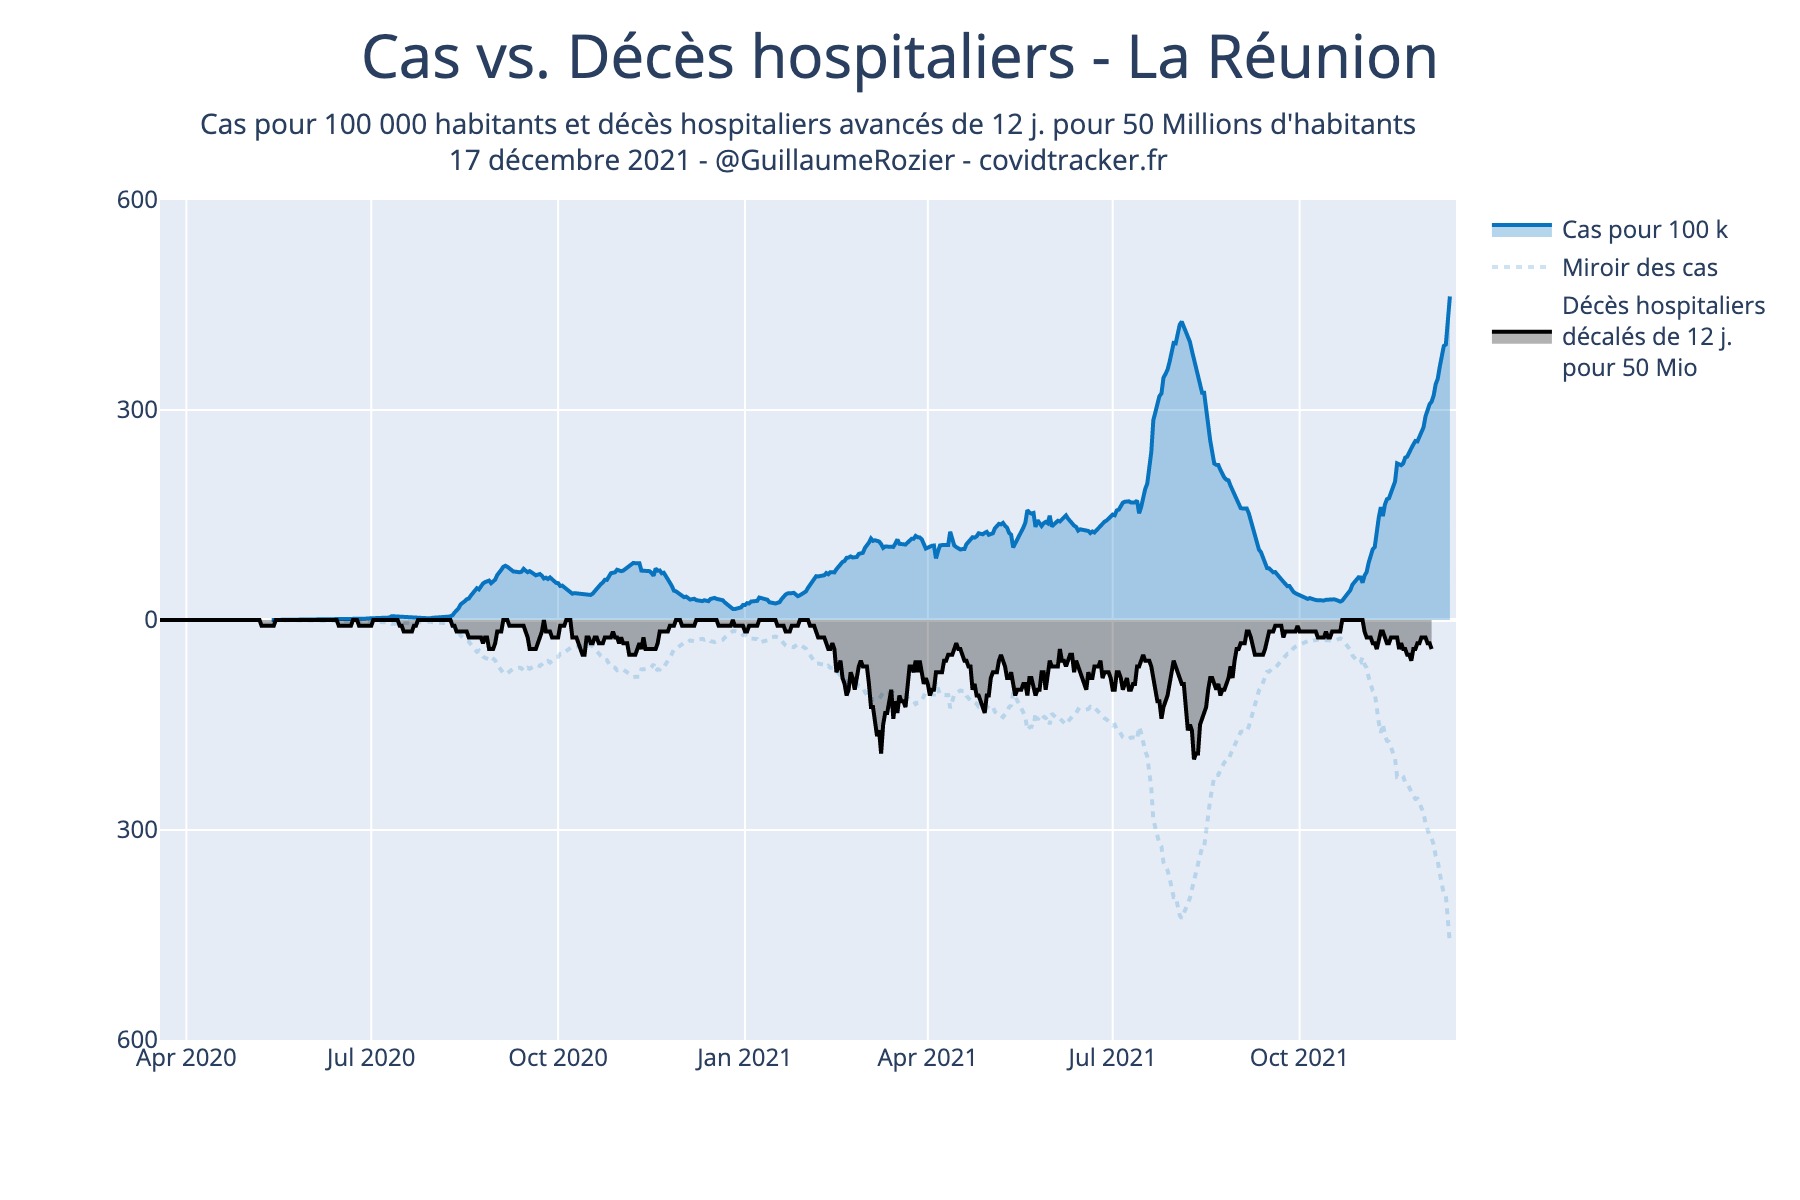 Cas vs. Décès hospitaliers - La Réunion
Cas pour 100 000 habitants et décès hospitaliers avancés de 12 j. pour 50 Millions d'habitants
17 décembre 2021 - @GuillaumeRozier - covidtracker.fr
600
300
0
300
600
Apr 2020
Jul 2020
Oct 2020
Jan 2021
Apr 2021
Jul 2021
Oct 2021
Cas pour 100 k
Miroir des cas
Décès hospitaliers
décalés de 12 j.
pour 50 Mio